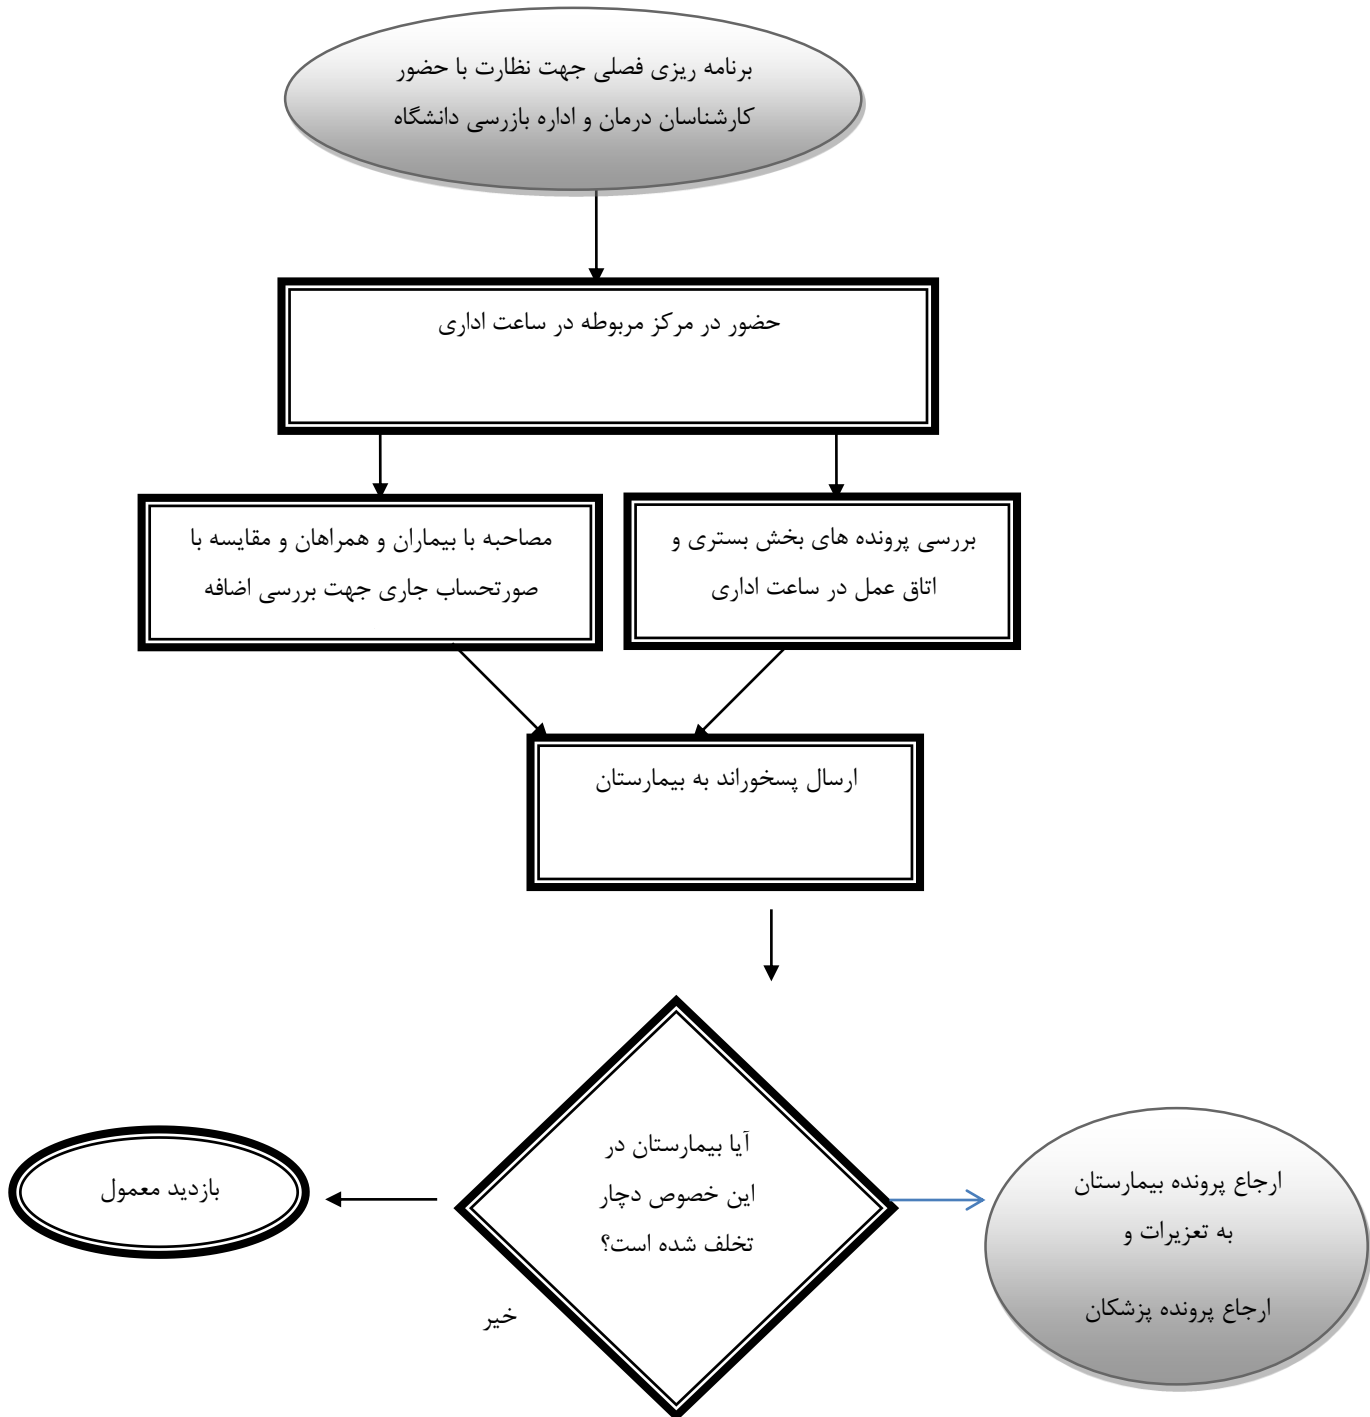 برنامه ریزی فصلی جهت نظارت با حضور
کارشناسان درمان و اداره بازرسی دانشگاه
حضور در مرکز مربوطه در ساعت اداری
بررسی پرونده های بخش بستری و
اتاق عمل در ساعت اداری
مصاحبه با بیماران و همراهان و مقایسه با
صورتحساب جاری جهت بررسی اضافه
ارسال پسخوراند به بیمارستان
آیا بیمارستان در
این خصوص دچار
تخلف شده است؟
ارجاع پرونده بیمارستان
به تعزیرات و
ارجاع پرونده پزشکان
بازدید معمول
خیر